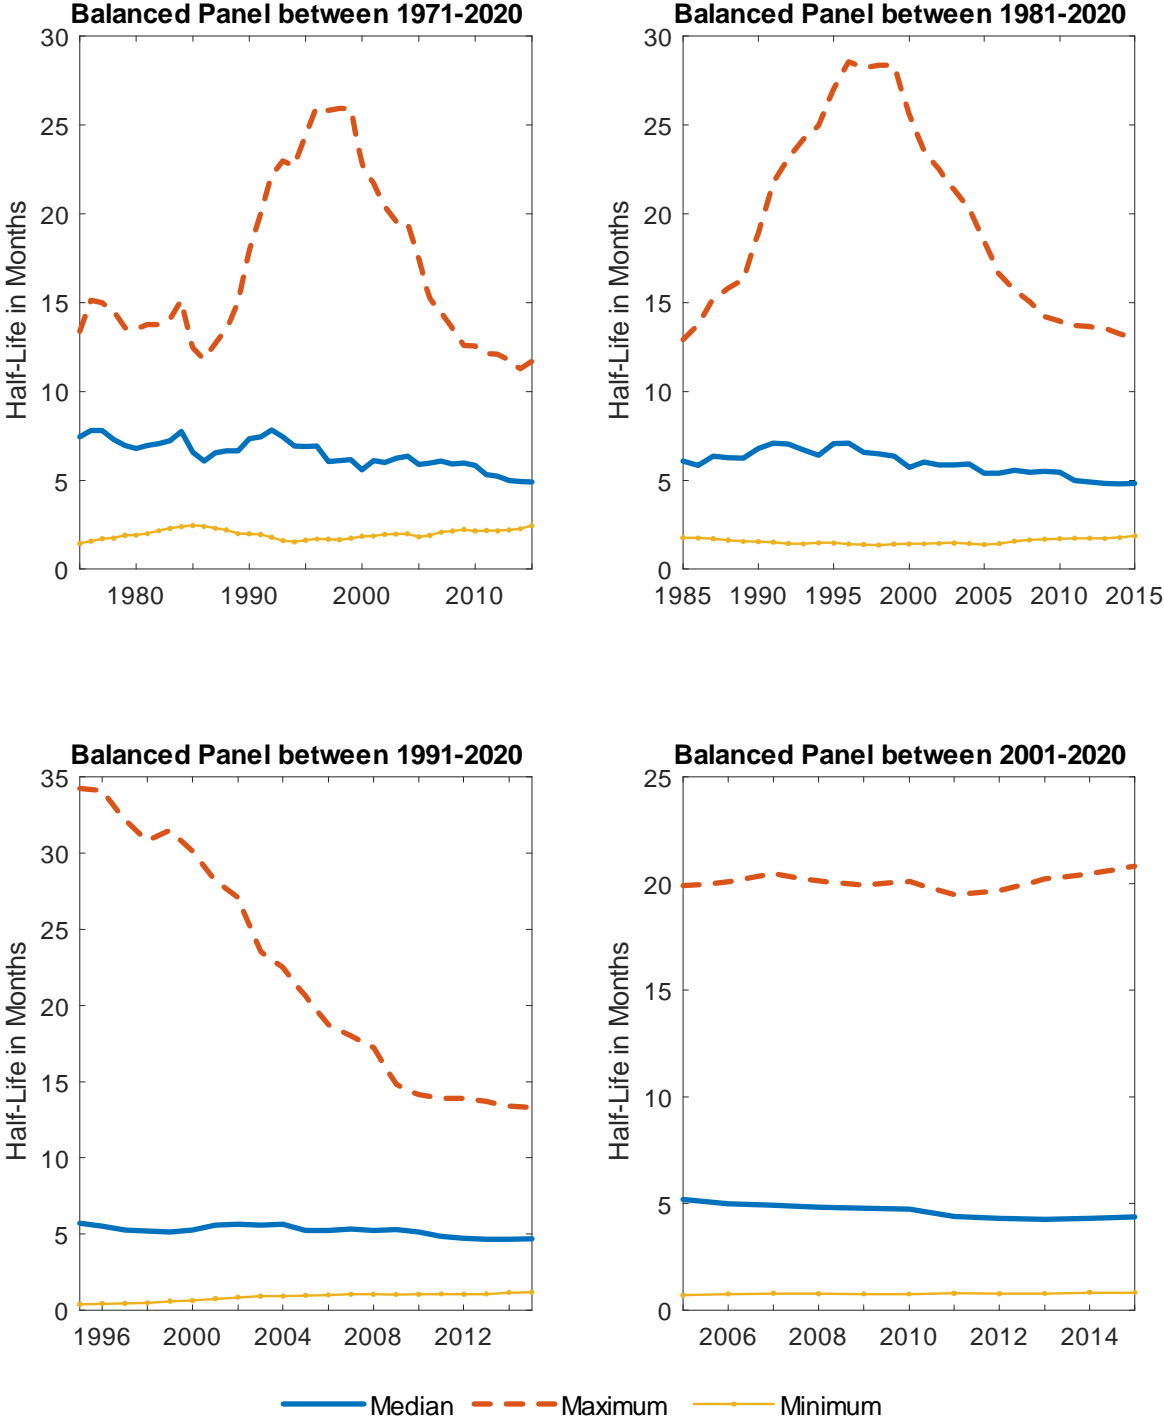 Balanced Panel between 1971-2020
30
25
20
15
10
5
0
Half-Life in Months
1980 1990 2000 2010
Balanced Panel between 1981-2020
30
25
20
15
10
5
0
Half-Life in Months
1985 1990 1995 2000 2005 2010 2015
Balanced Panel between 1991-2020
35
30
25
20
15
10
5
0
Half-Life in Months
1996 2000 2004 2008 2012
Balanced Panel between 2001-2020
25
20
15
10
5
0
Half-Life in Months
2006 2008 2010 2012 2014
Median Maximum Minimum